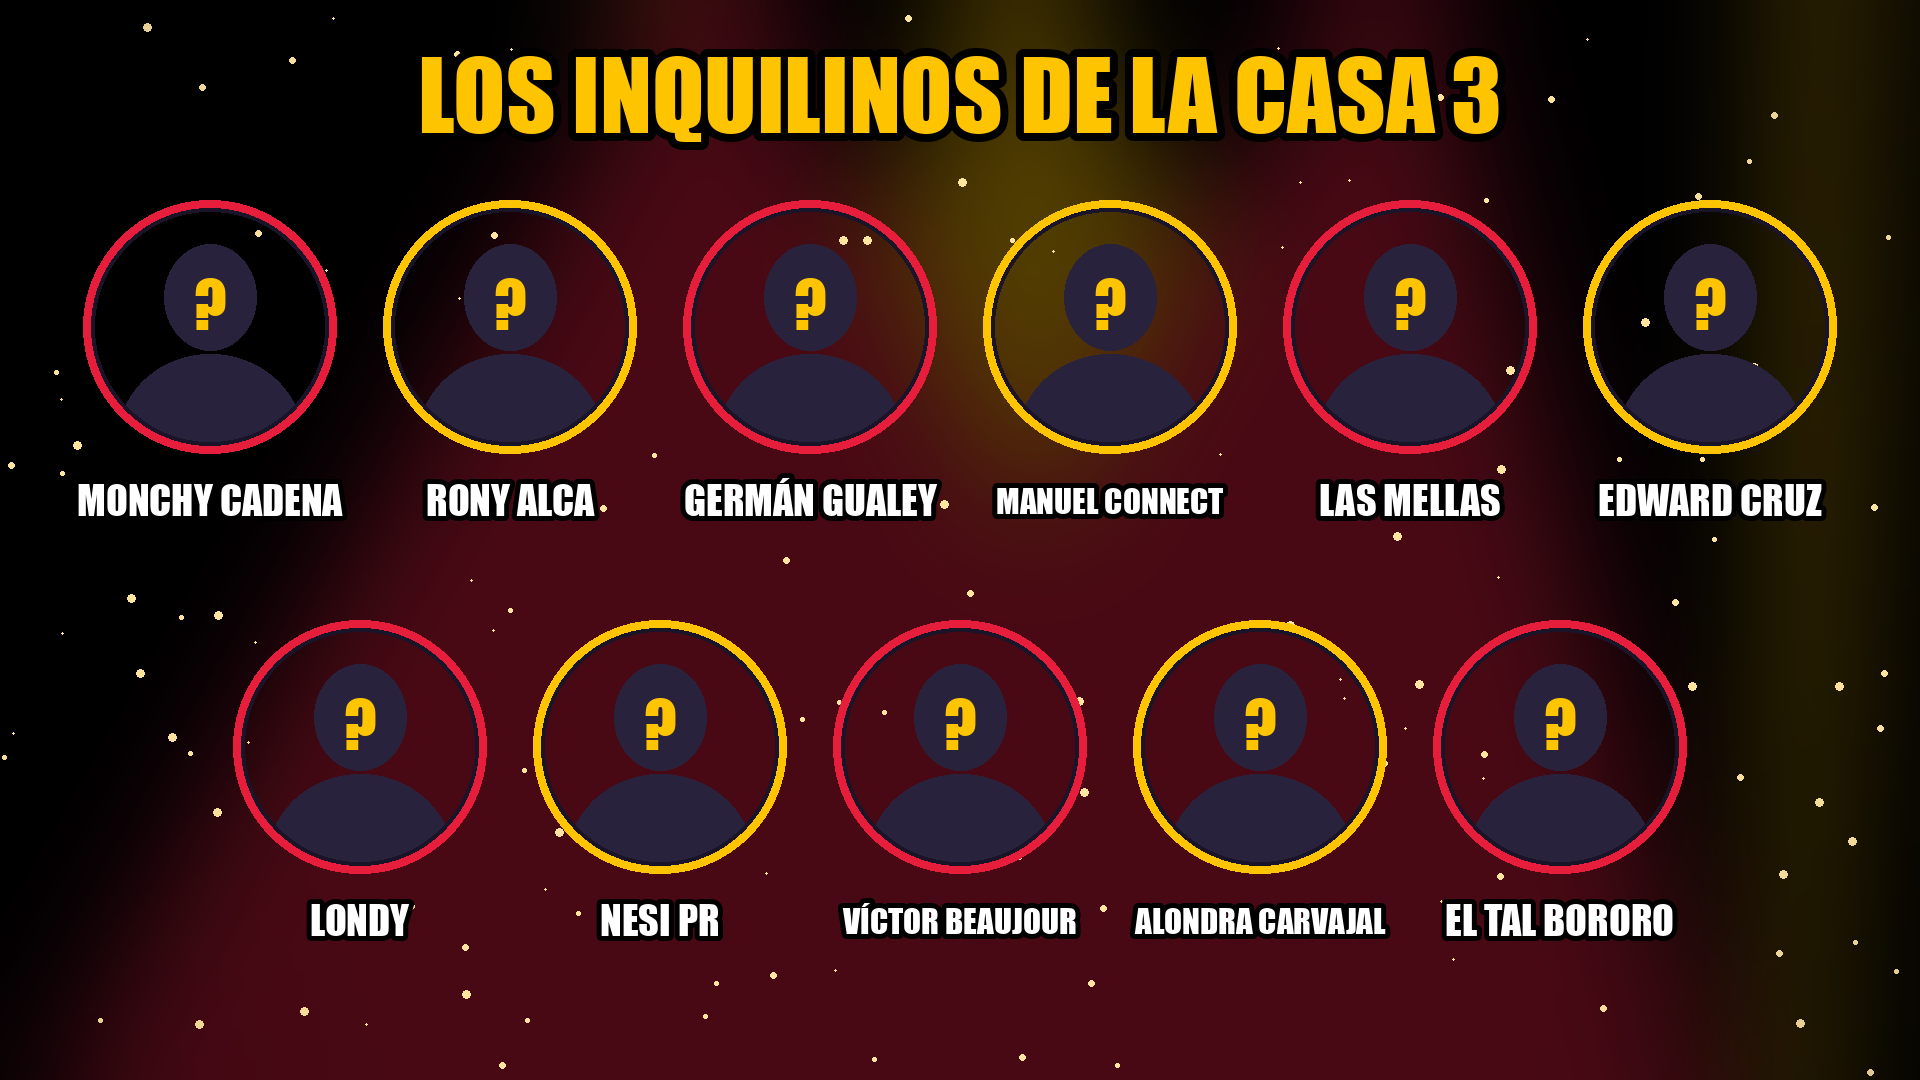 LOS INQUILINOS DE LA CASA 3
?
?
?
?
?
?
MONCHY CADENA
RONY ALCA
GERMÁN GUALEY
MANUEL CONNECT
LAS MELLAS
EDWARD CRUZ
?
?
?
?
?
LONDY
NESI PR
VÍCTOR BEAUJOUR
ALONDRA CARVAJAL
EL TAL BORORO